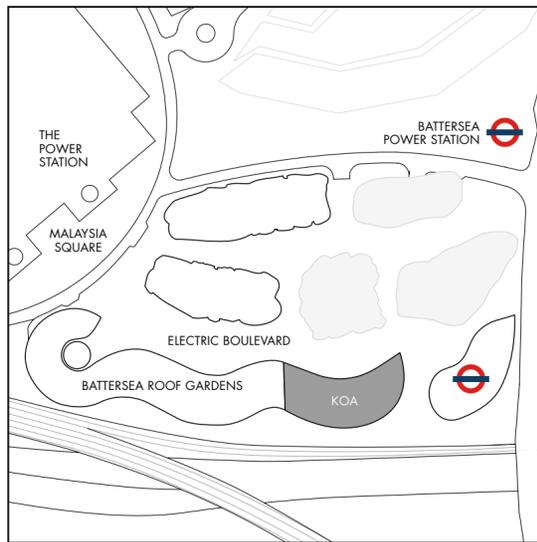 BATTERSEA
POWER STATION
THE
POWER
STATION
MALAYSIA
SQUARE
ELECTRIC BOULEVARD
BATTERSEA ROOF GARDENS
KOA